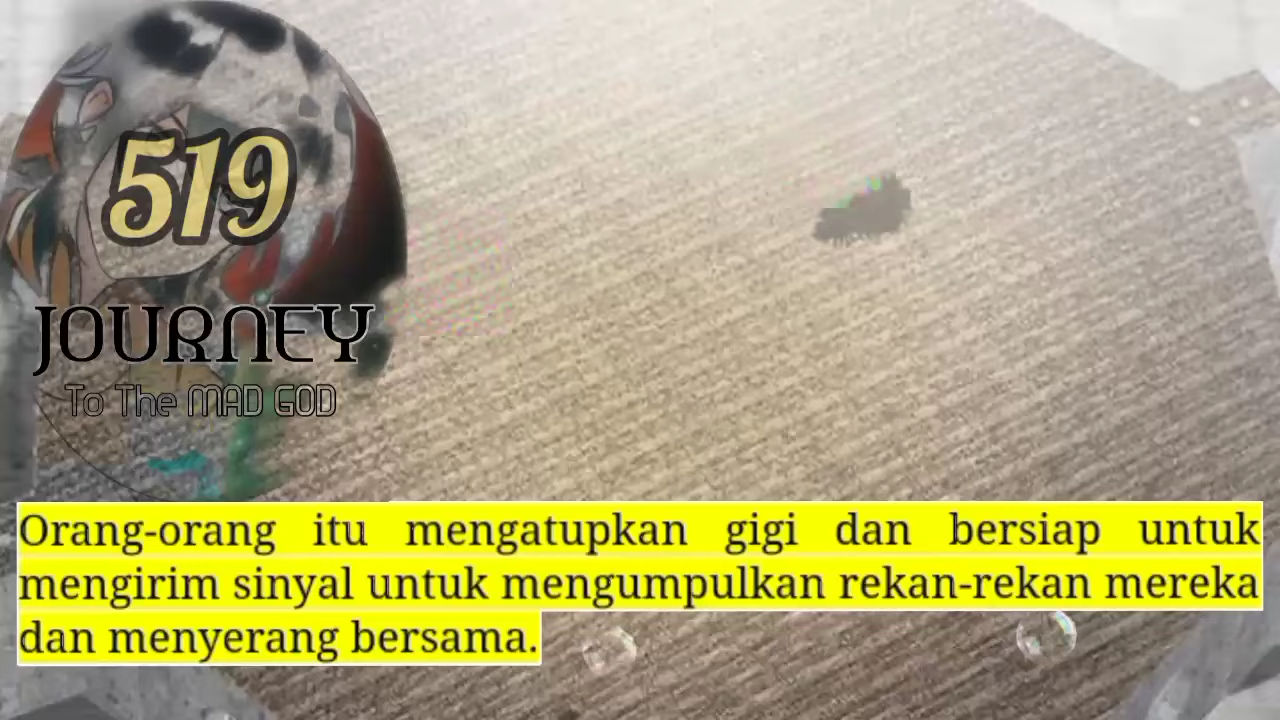 519
JOURNEY
To The MAD GOD
Orang-orang itu mengatupkan gigi dan bersiap untuk
mengirim sinyal untuk mengumpulkan rekan-rekan mereka
dan menyerang bersama.